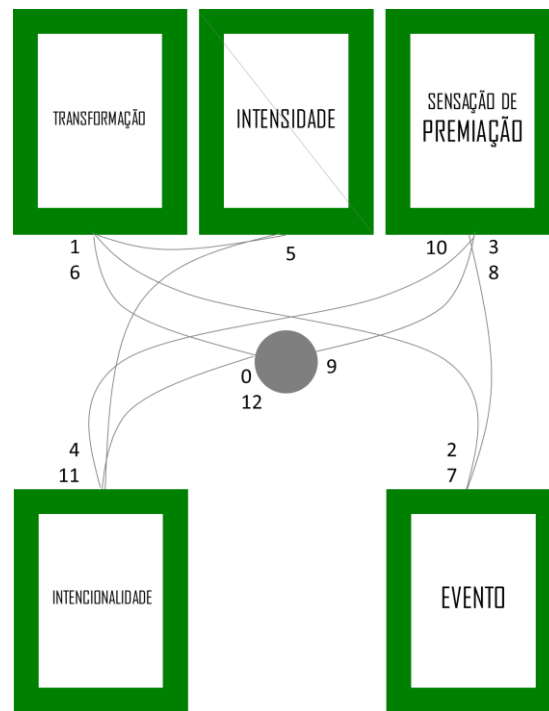 TRANSFORMAÇÃO
INTENSIDADE
SENSAÇÃO DE
PREMIAÇÃO
1
6
5
10
3
8
0
12
9
4
11
2
7
INTENCIONALIDADE
EVENTO